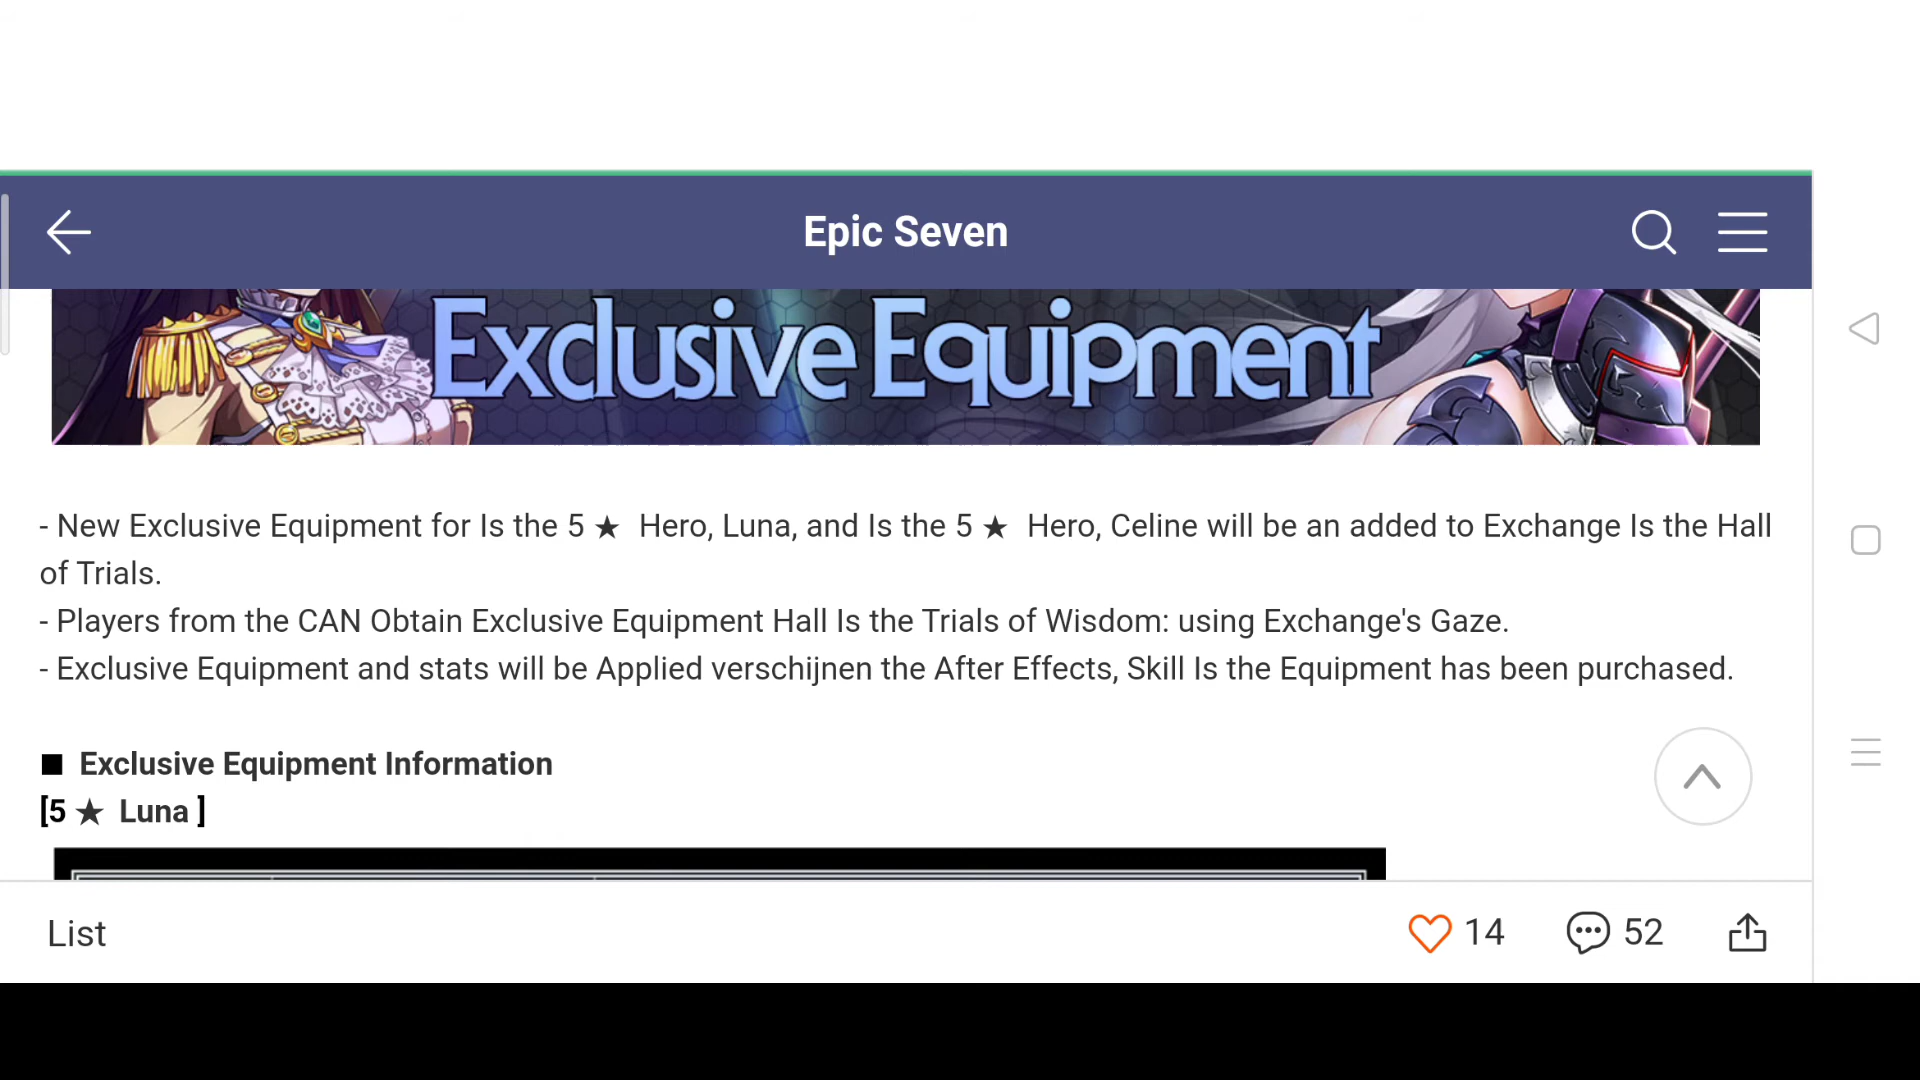 Epic Seven
Exclusive Equipment
- New Exclusive Equipment for Is the 5 ★ Hero, Luna, and Is the 5 ★ Hero, Celine will be an added to Exchange Is the Hall
of Trials.
- Players from the CAN Obtain Exclusive Equipment Hall Is the Trials of Wisdom: using Exchange's Gaze.
- Exclusive Equipment and stats will be Applied verschijnen the After Effects, Skill Is the Equipment has been purchased.
■ Exclusive Equipment Information
[5 ★ Luna ]
List
14
52